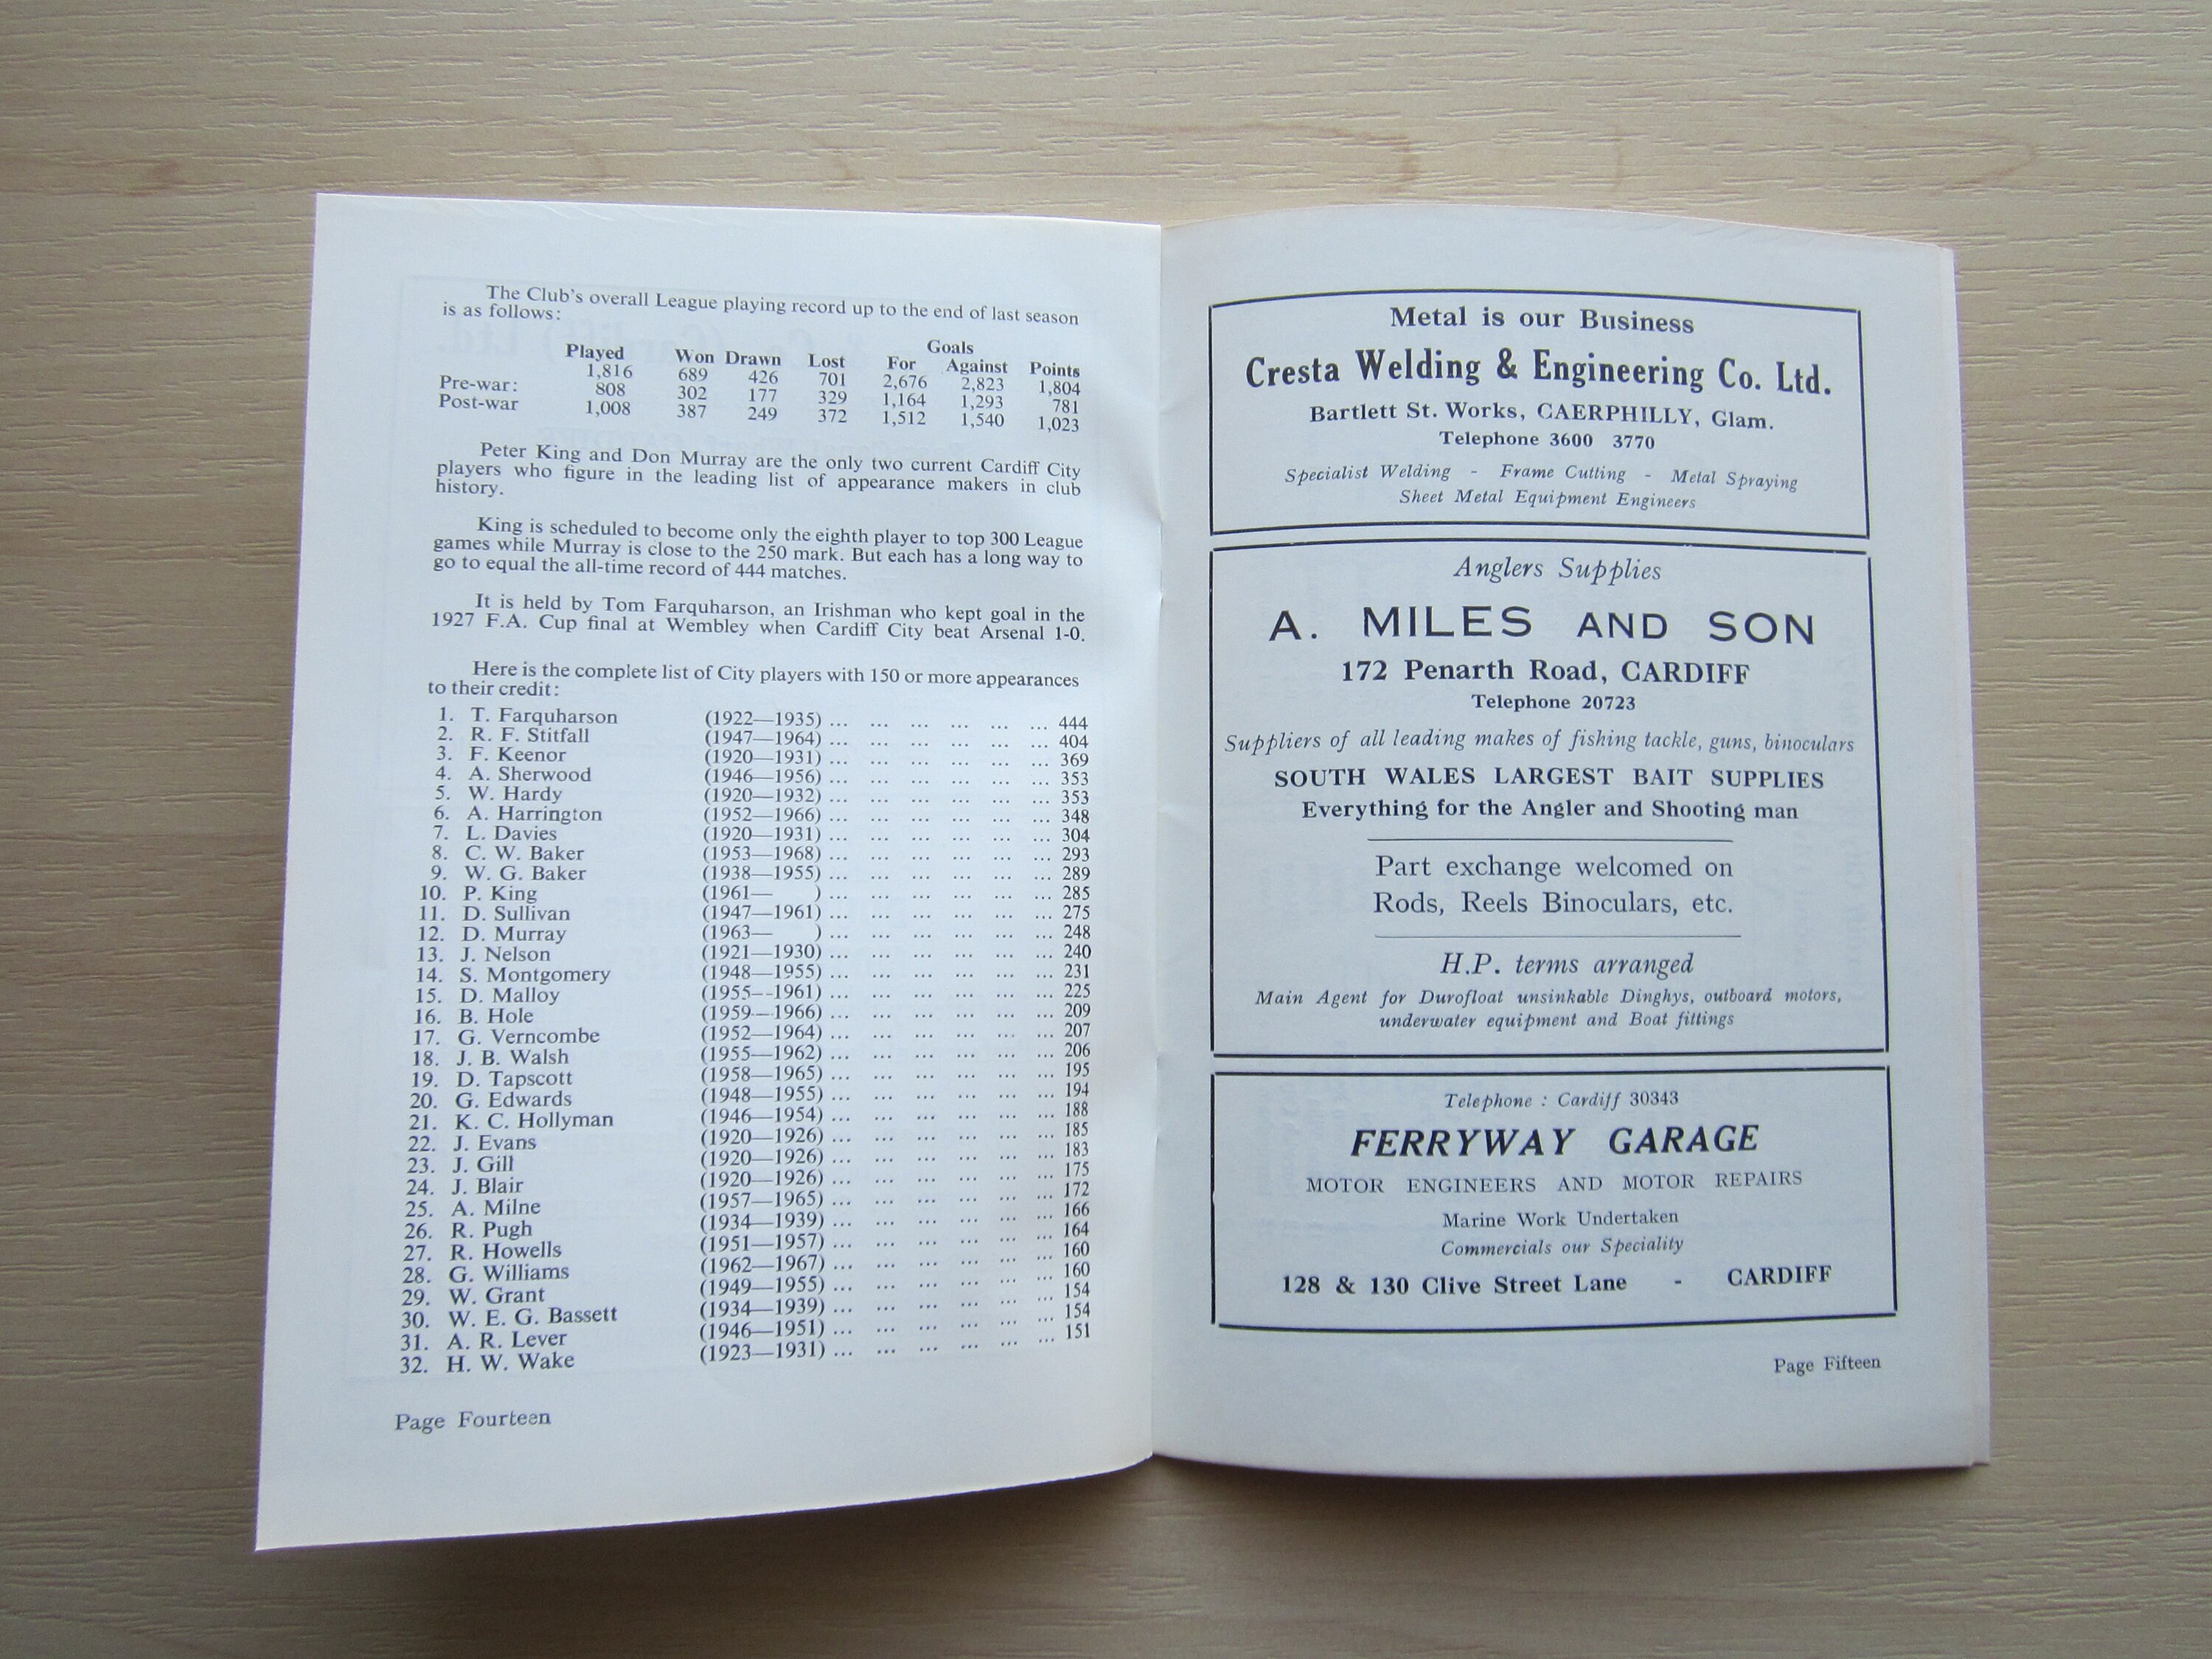 The Club's overall League playing record up to the end of last season
is as follows:
Goals
Played Won Drawn Lost For Against Points
1,816 689 426 701 2,676 2,823 1,804
Pre-war: 808 302 177 329 1,164 1,293 781
Post-war 1,008 387 249 372 1,512 1,540 1,023
Peter King and Don Murray are the only two current Cardiff City
players who figure in the leading list of appearance makers in club
history.
King is scheduled to become only the eighth player to top 300 League
games while Murray is close to the 250 mark. But each has a long way to
go to equal the all-time record of 444 matches.
It is held by Tom Farquharson, an Irishman who kept goal in the
1927 F.A. Cup final at Wembley when Cardiff City beat Arsenal 1-0.
Here is the complete list of City players with 150 or more appearances
to their credit:
1. T. Farquharson (1922—1935) ... ... ... ... ... ... 444
2. R. F. Stitfall (1947—1964) ... ... ... ... ... ... 404
3. F. Keenor (1920—1931) ... ... ... ... ... ... 369
4. A. Sherwood (1946—1956) ... ... ... ... ... ... 353
5. W. Hardy (1920—1932) ... ... ... ... ... ... 353
6. A. Harrington (1952—1966) ... ... ... ... ... ... 348
7. L. Davies (1920—1931) ... ... ... ... ... ... 304
8. C. W. Baker (1953—1968) ... ... ... ... ... ... 293
9. W. G. Baker (1938—1955) ... ... ... ... ... ... 289
10. P. King (1961— ) ... ... ... ... ... ... 285
11. D. Sullivan (1947—1961) ... ... ... ... ... ... 275
12. D. Murray (1963— ) ... ... ... ... ... ... 248
13. J. Nelson (1921—1930) ... ... ... ... ... ... 240
14. S. Montgomery (1948—1955) ... ... ... ... ... ... 231
15. D. Malloy (1955—1961) ... ... ... ... ... ... 225
16. B. Hole (1959—1966) ... ... ... ... ... ... 209
17. G. Verncombe (1952—1964) ... ... ... ... ... ... 207
18. J. B. Walsh (1955—1962) ... ... ... ... ... ... 206
19. D. Tapscott (1958—1965) ... ... ... ... ... ... 195
20. G. Edwards (1948—1955) ... ... ... ... ... ... 194
21. K. C. Hollyman (1946—1954) ... ... ... ... ... ... 188
22. J. Evans (1920—1926) ... ... ... ... ... ... 185
23. J. Gill (1920—1926) ... ... ... ... ... ... 183
24. J. Blair (1920—1926) ... ... ... ... ... ... 175
25. A. Milne (1957—1965) ... ... ... ... ... ... 172
26. R. Pugh (1934—1939) ... ... ... ... ... ... 166
27. R. Howells (1951—1957) ... ... ... ... ... ... 164
28. G. Williams (1962—1967) ... ... ... ... ... ... 160
29. W. Grant (1949—1955) ... ... ... ... ... ... 160
30. W. E. G. Bassett (1934—1939) ... ... ... ... ... ... 154
31. A. R. Lever (1946—1951) ... ... ... ... ... ... 154
32. H. W. Wake (1923—1931) ... ... ... ... ... ... 151
Page Fourteen
Metal is our Business
Cresta Welding & Engineering Co. Ltd.
Bartlett St. Works, CAERPHILLY, Glam.
Telephone 3600 3770
Specialist Welding - Frame Cutting - Metal Spraying
Sheet Metal Equipment Engineers
Anglers Supplies
A. MILES AND SON
172 Penarth Road, CARDIFF
Telephone 20723
Suppliers of all leading makes of fishing tackle, guns, binoculars
SOUTH WALES LARGEST BAIT SUPPLIES
Everything for the Angler and Shooting man
Part exchange welcomed on
Rods, Reels Binoculars, etc.
H.P. terms arranged
Main Agent for Durofloat unsinkable Dinghys, outboard motors,
underwater equipment and Boat fittings
Telephone : Cardiff 30343
FERRYWAY GARAGE
MOTOR ENGINEERS AND MOTOR REPAIRS
Marine Work Undertaken
Commercials our Speciality
128 & 130 Clive Street Lane - CARDIFF
Page Fifteen